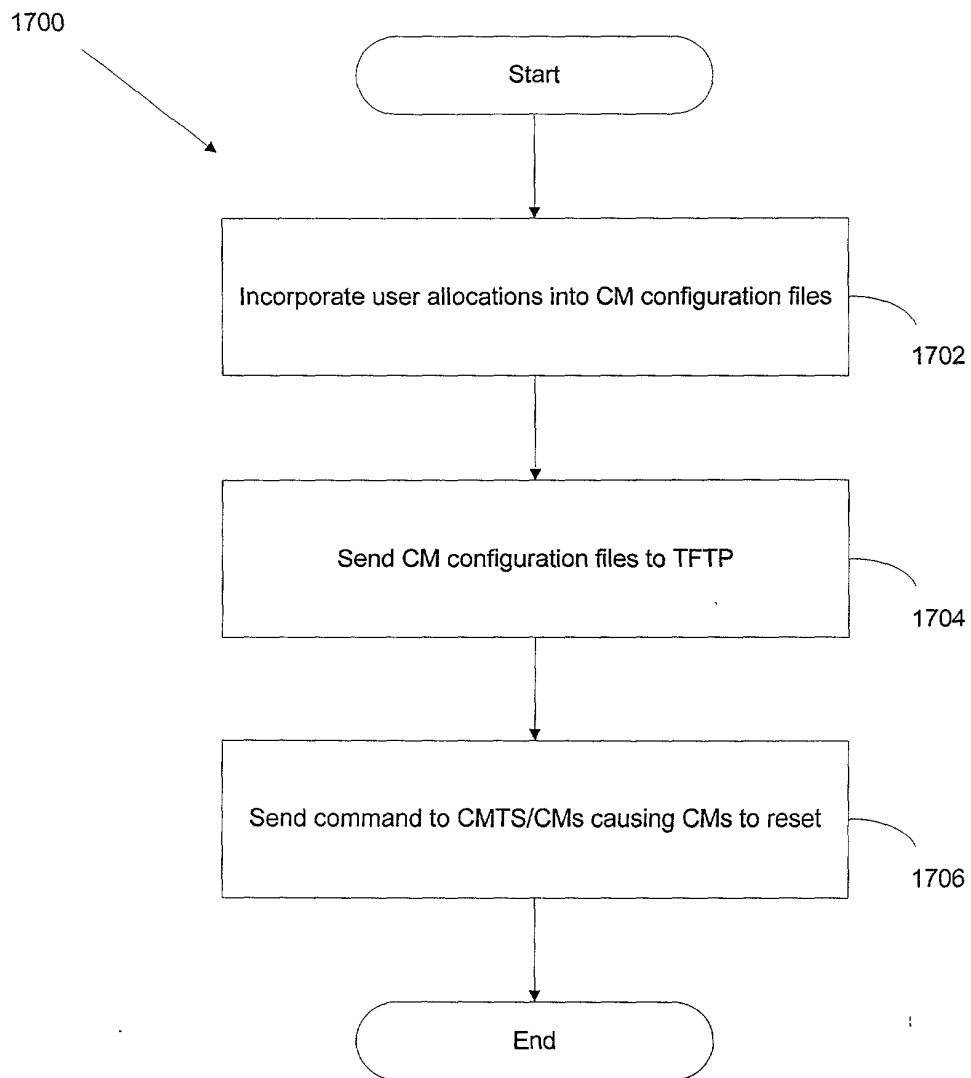 1700
Start
Incorporate user allocations into CM configuration files
1702
Send CM configuration files to TFTP
1704
Send command to CMTS/CMs causing CMs to reset
1706
End